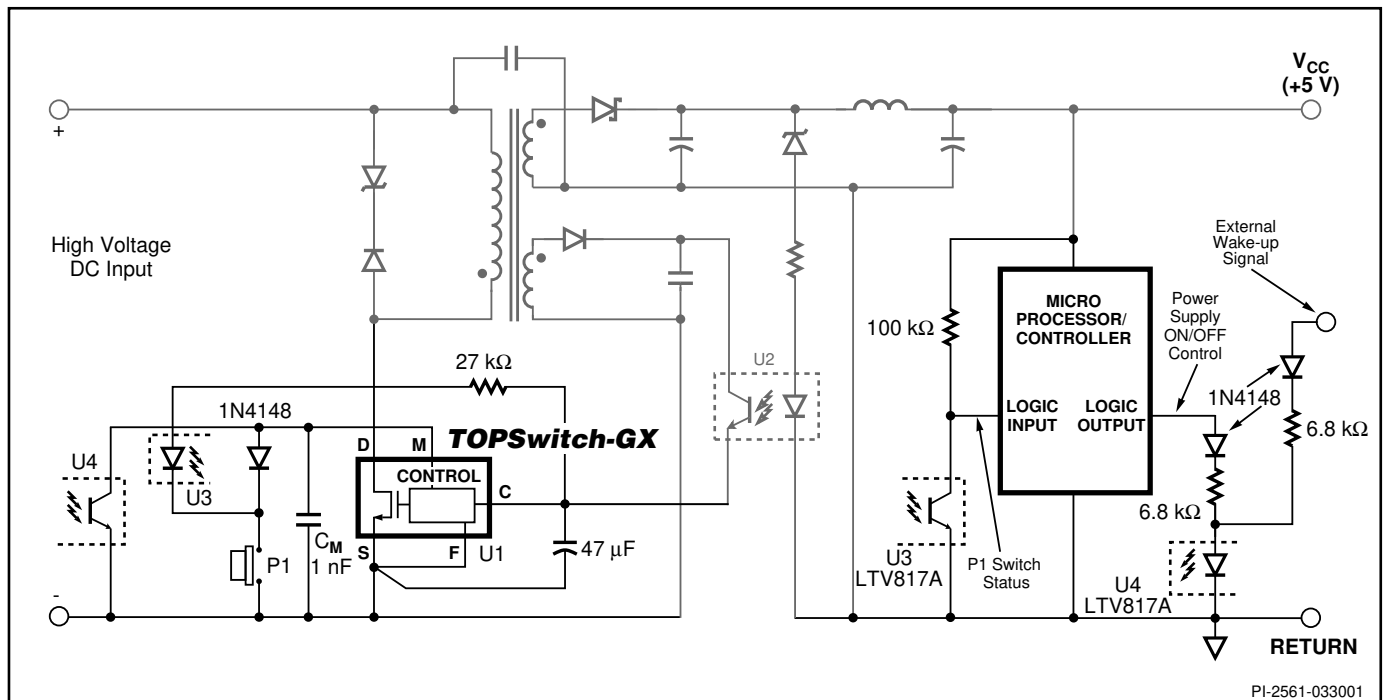 V_CC
(+5 V)
+
High Voltage
DC Input
External
Wake-up
Signal
MICRO
PROCESSOR/
CONTROLLER
Power
Supply
ON/OFF
Control
100 kΩ
U2
27 kΩ
1N4148
1N4148
LOGIC
INPUT
LOGIC
OUTPUT
6.8 kΩ
TOPSwitch-GX
D
M
U4
U3
CONTROL
C
6.8 kΩ
C_M
1 nF
P1
S
F
U1
47 µF
U3
LTV817A
P1 Switch
Status
U4
LTV817A
-
RETURN
PI-2561-033001